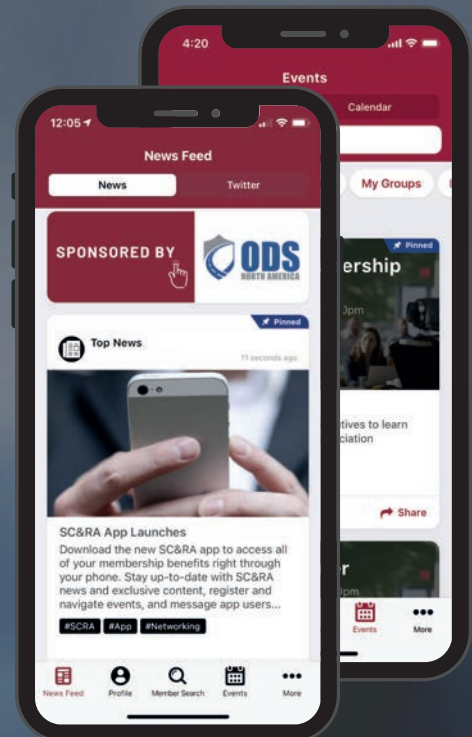 4:20
Events
Calendar
My Groups
Pinned
ership
0pm
tives to learn
ciation
Share
r
0pm
Events
More
12:05
News Feed
News
Twitter
SPONSORED BY
ODS
NORTH AMERICA
Pinned
Top News
11 seconds ago
SC&RA App Launches
Download the new SC&RA app to access all
of your membership benefits right through
your phone. Stay up-to-date with SC&RA
news and exclusive content, register and
navigate events, and message app users...
#SCRA #App #Networking
News Feed
Profile
Member Search
Events
More